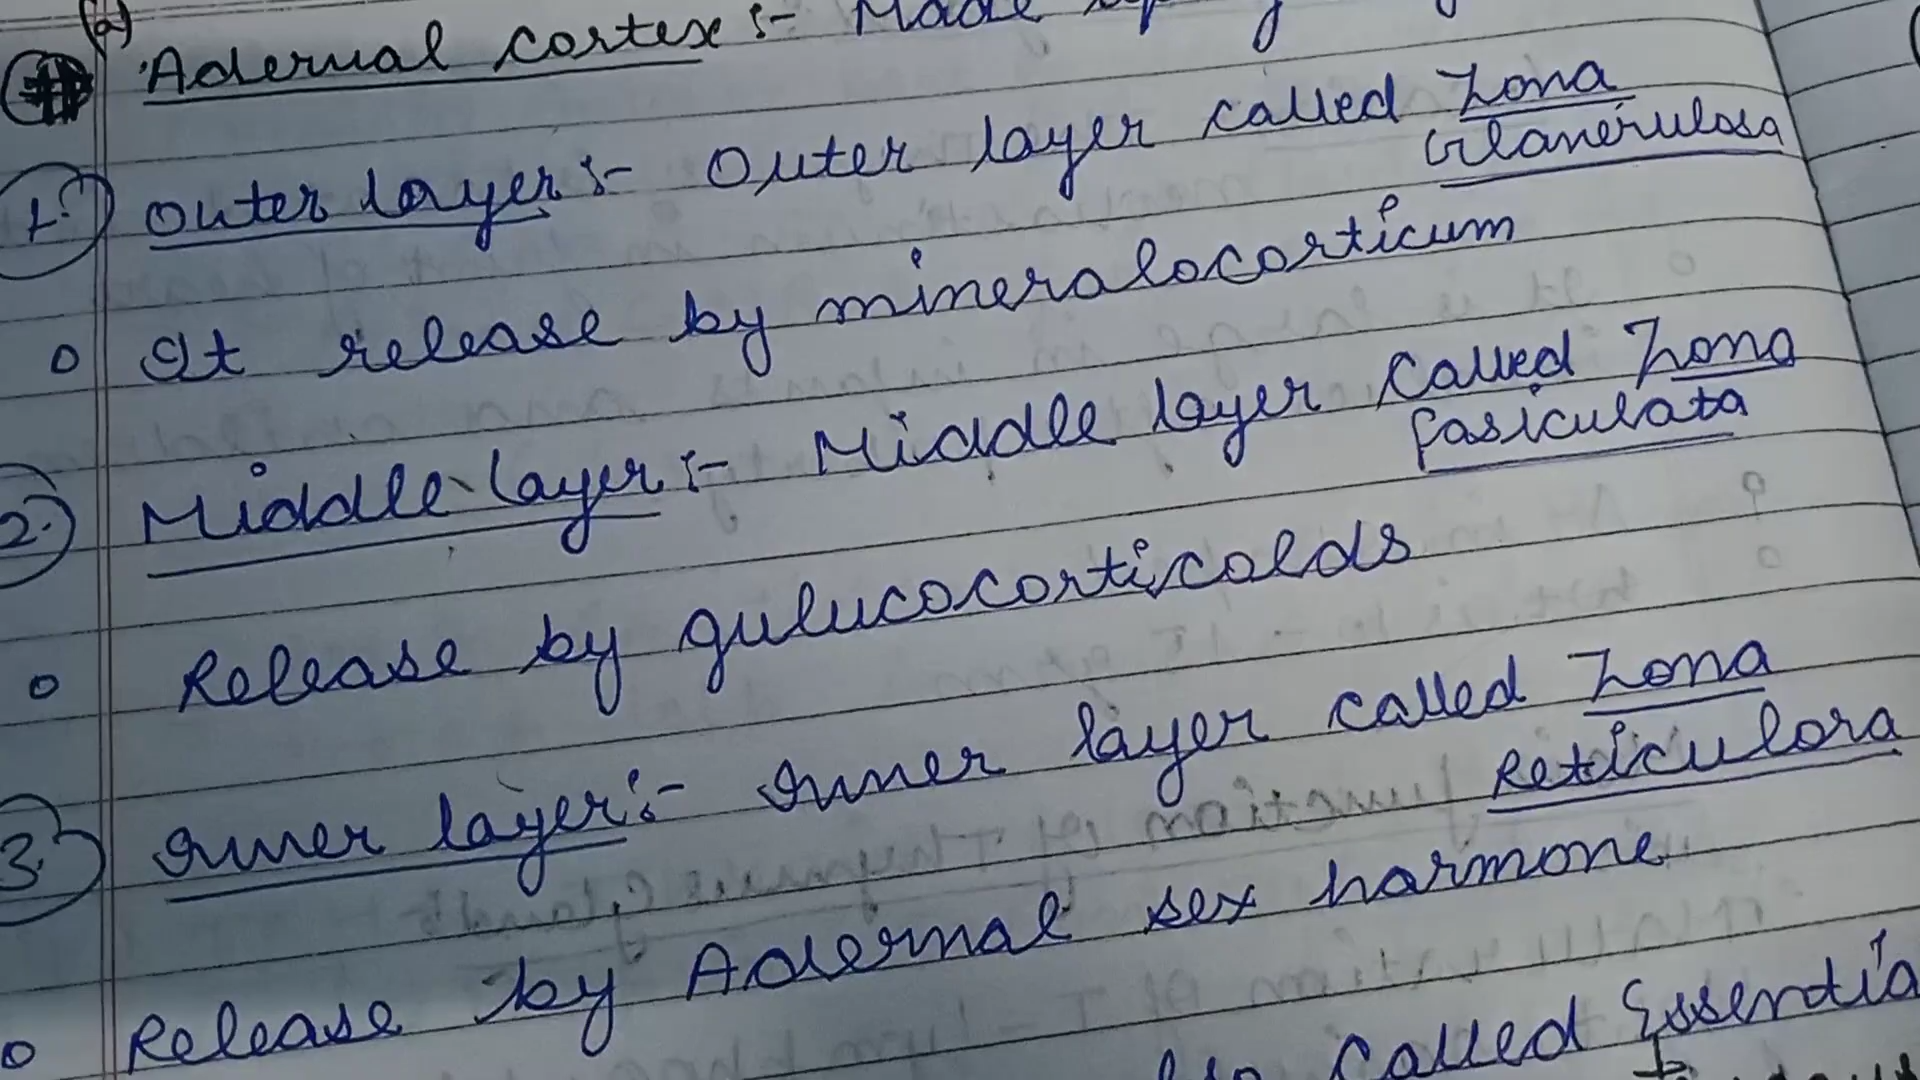 (a)
Adernal cortex :- Made
1. Outer layer :- Outer layer called Zona
Glanerulosa
o It release by mineralocorticum
2. Middle layer :- Middle layer called Zona
fasiculata
o Release by gulucocorticolds
3. Inner layer :- Inner layer called Zona
Reticulora
o Release by Adernal sex harmone
called Essentia